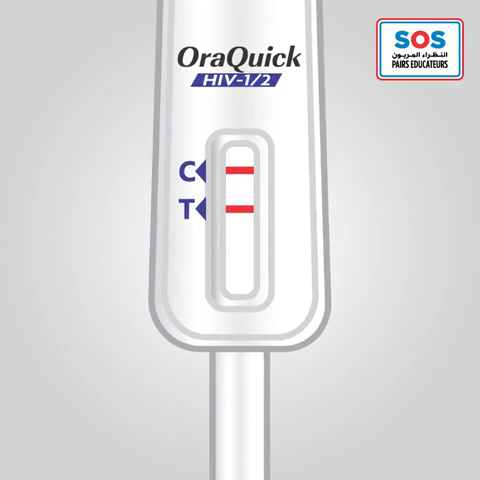 OraQuick
HIV-1/2
C
T
SOS
النظراء المربون
PAIRS EDUCATEURS